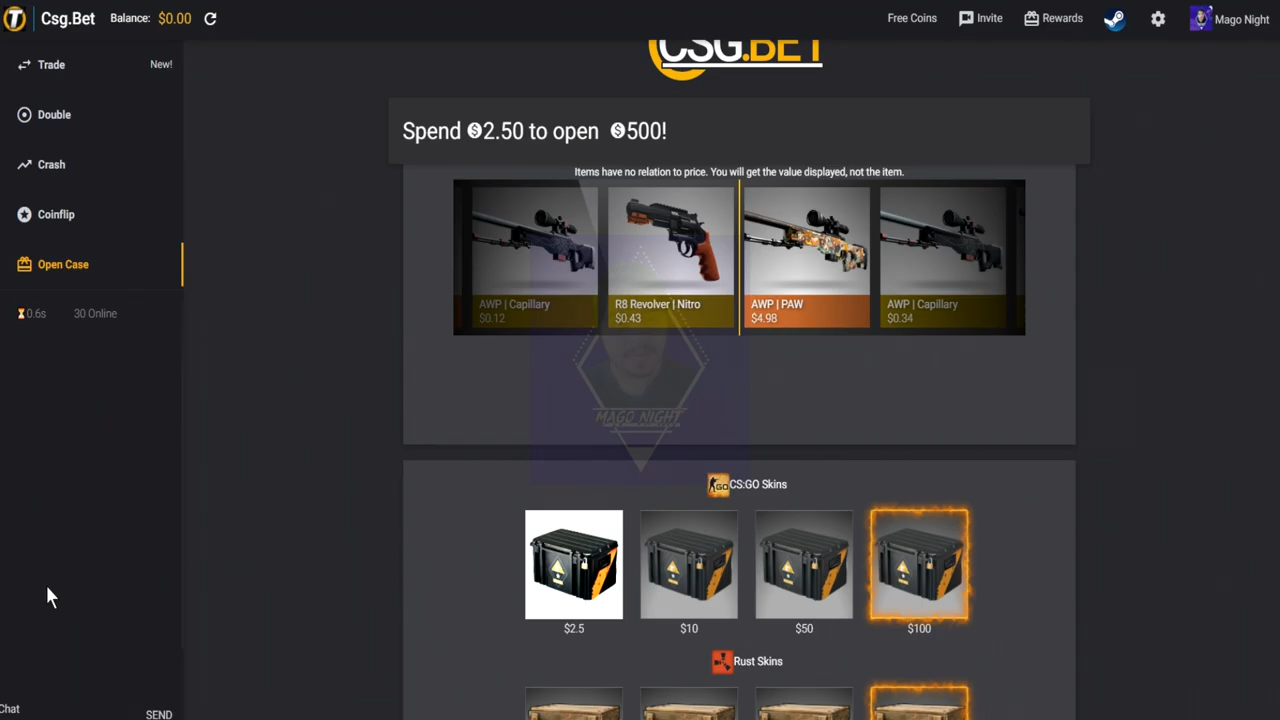 Csg.Bet
Balance: $0.00
Free Coins
Invite
Rewards
Mago Night
CSG.BET
Trade
New!
Double
Crash
Coinflip
Open Case
0.6s
30 Online
Spend $2.50 to open $500!
Items have no relation to price. You will get the value displayed, not the item.
AWP | Capillary
$0.12
R8 Revolver | Nitro
$0.43
AWP | PAW
$4.98
AWP | Capillary
$0.34
MAGO NIGHT
GO CS:GO Skins
$2.5
$10
$50
$100
Rust Skins
Chat
SEND